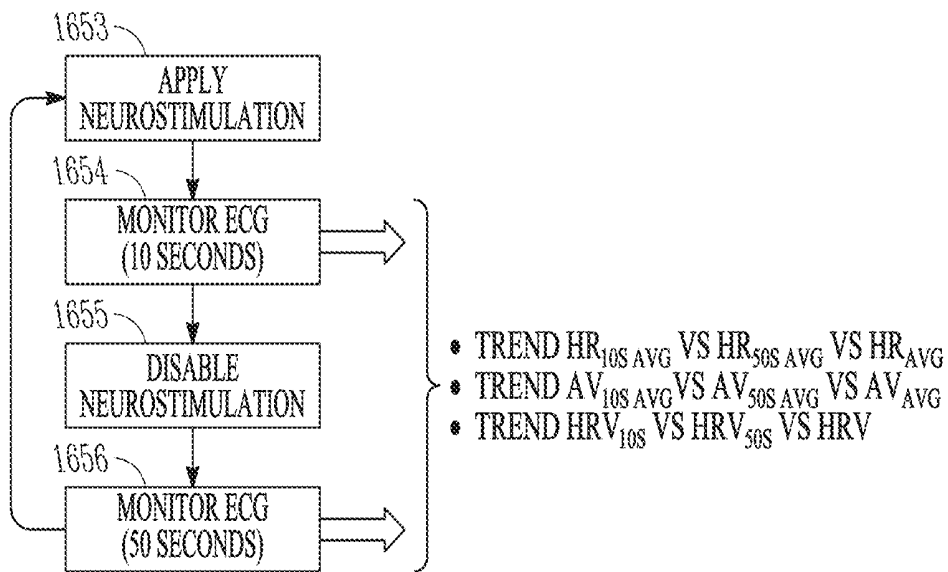 1653
APPLY
NEUROSTIMULATION
1654
MONITOR ECG
(10 SECONDS)
1655
DISABLE
NEUROSTIMULATION
1656
MONITOR ECG
(50 SECONDS)
• TREND HR10S AVG VS HR50S AVG VS HRAVG
• TREND AV10S AVG VS AV50S AVG VS AVAVG
• TREND HRV10S VS HRV50S VS HRV